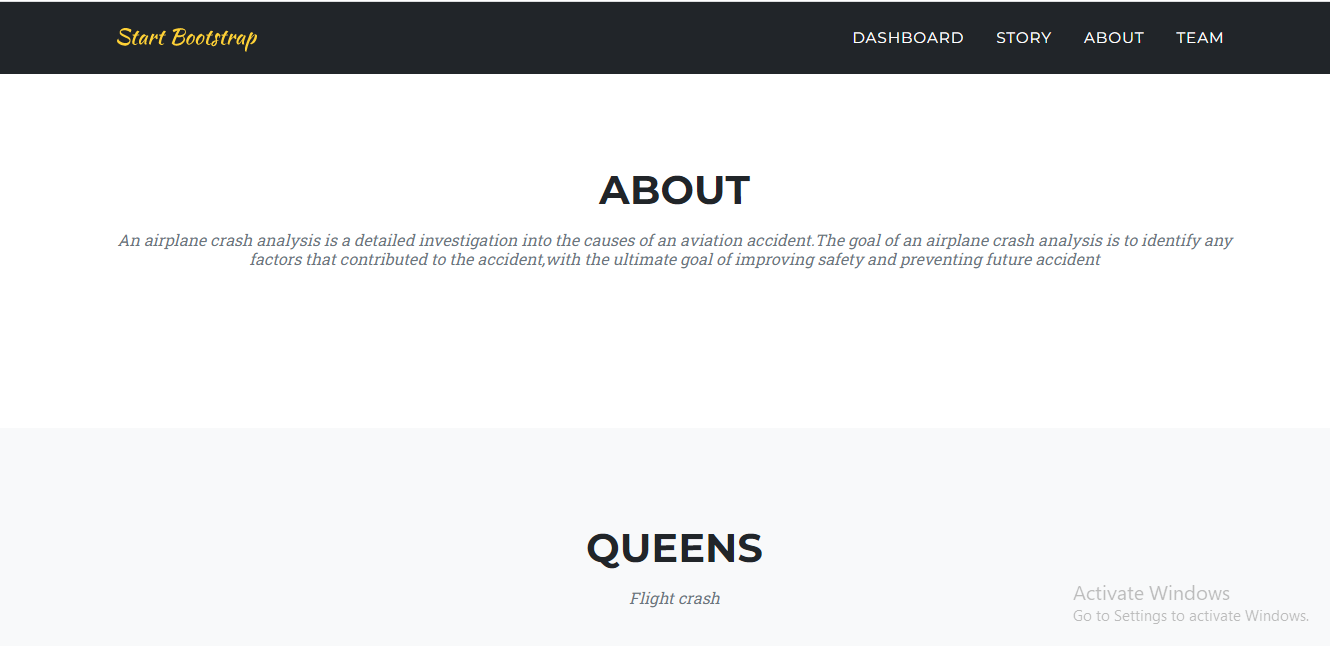 Start Bootstrap
DASHBOARD STORY ABOUT TEAM
ABOUT
An airplane crash analysis is a detailed investigation into the causes of an aviation accident.The goal of an airplane crash analysis is to identify any
factors that contributed to the accident,with the ultimate goal of improving safety and preventing future accident
QUEENS
Flight crash
Activate Windows
Go to Settings to activate Windows.